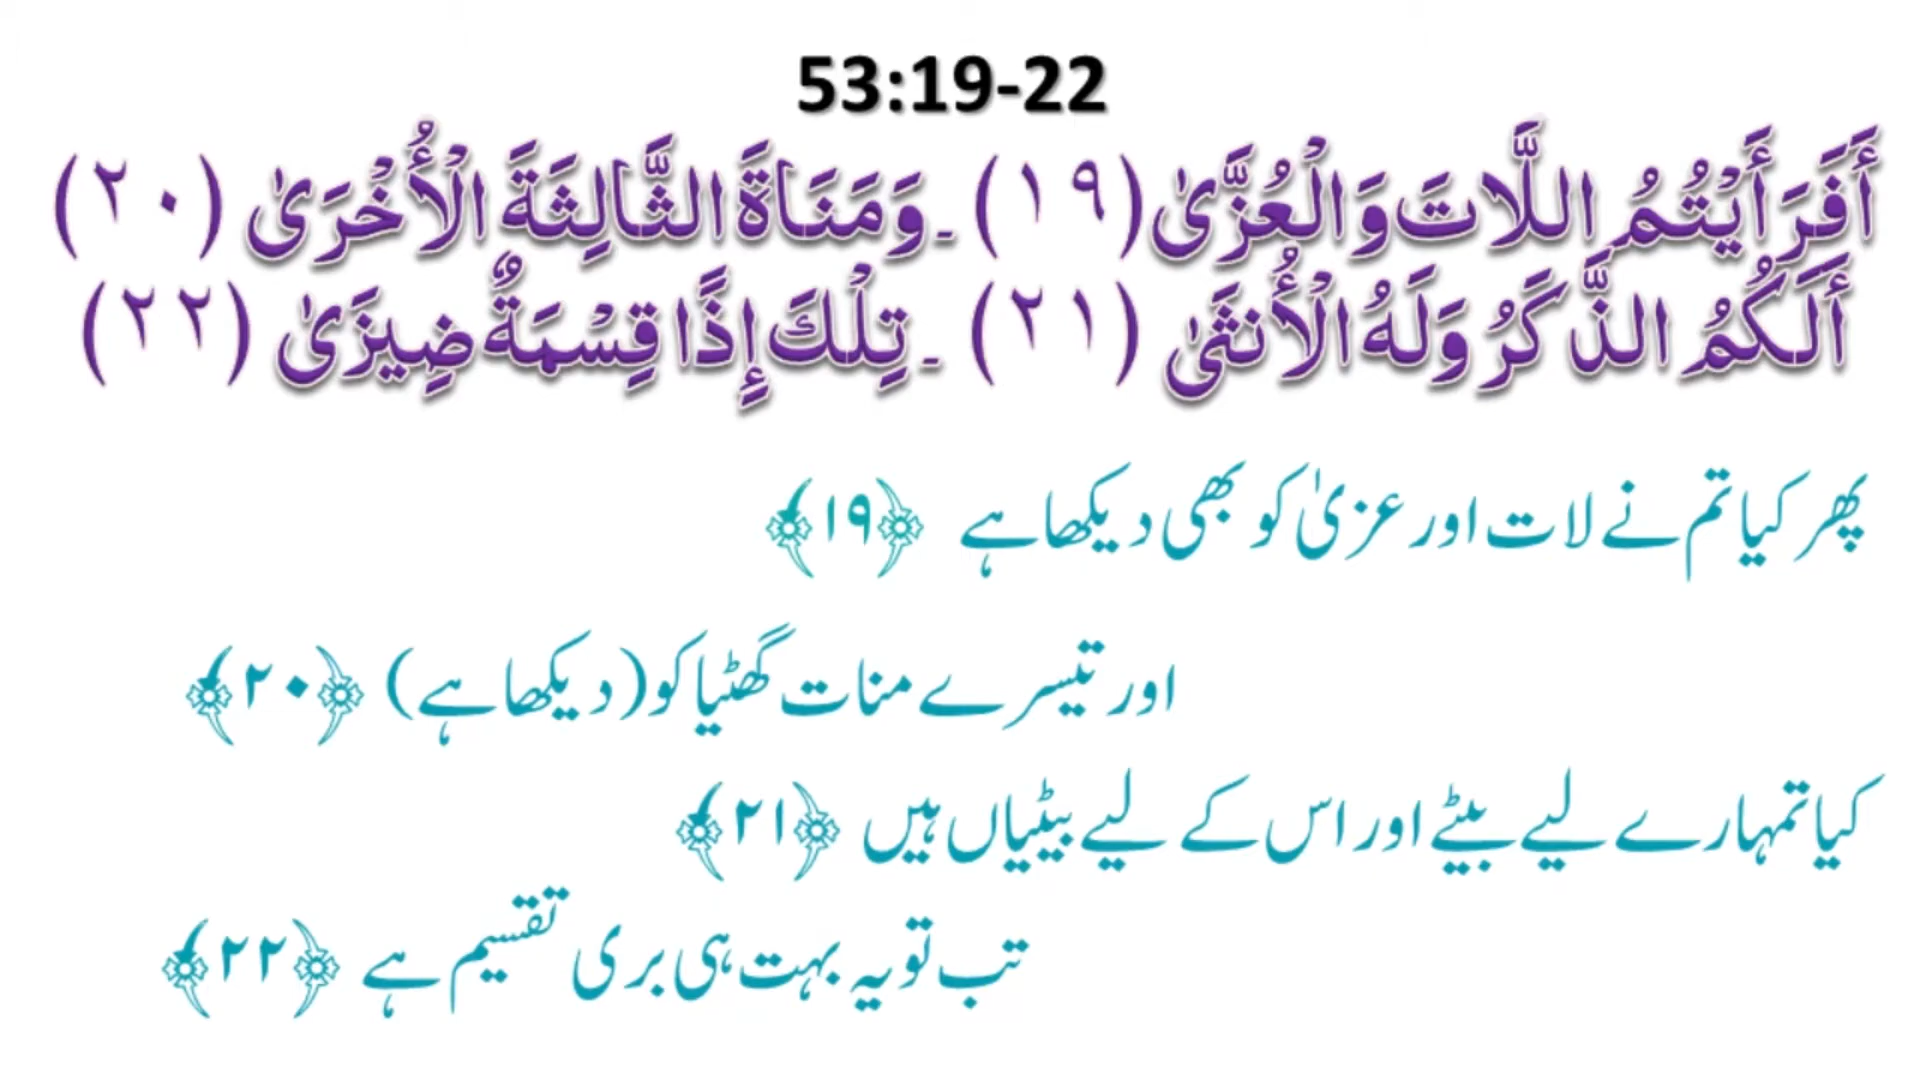 53:19-22
أَفَرَأَيْتُمُ اللَّاتَ وَالْعُزَّىٰ (١٩) ـ وَمَنَاةَ الثَّالِثَةَ الْأُخْرَىٰ (٢٠)
أَلَكُمُ الذَّكَرُ وَلَهُ الْأُنثَىٰ (٢١) ـ تِلْكَ إِذًا قِسْمَةٌ ضِيزَىٰ (٢٢)
پھر کیا تم نے لات اور عزیٰ کو بھی دیکھا ہے ﴿١٩﴾
اور تیسرے منات گھٹیا کو (دیکھا ہے) ﴿٢٠﴾
کیا تمہارے لیے بیٹے اور اس کے لیے بیٹیاں ہیں ﴿٢١﴾
تب تو یہ بہت ہی بری تقسیم ہے ﴿٢٢﴾